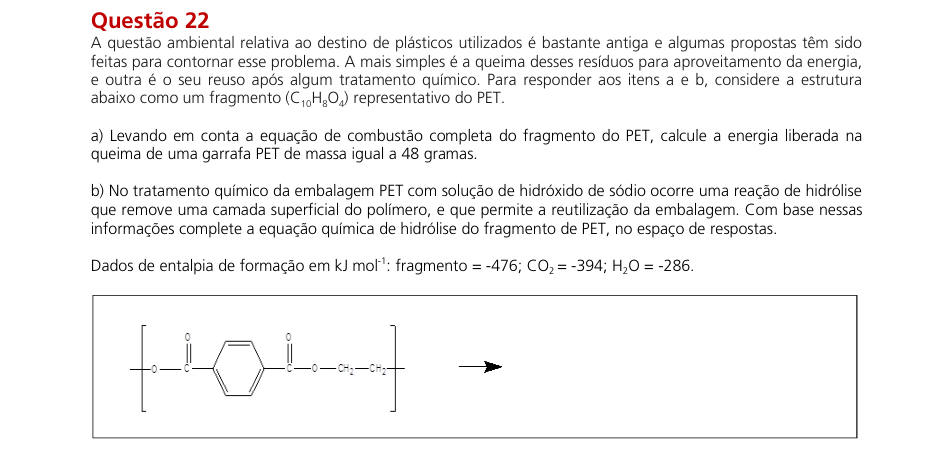 Questão 22
A questão ambiental relativa ao destino de plásticos utilizados é bastante antiga e algumas propostas têm sido
feitas para contornar esse problema. A mais simples é a queima desses resíduos para aproveitamento da energia,
e outra é o seu reuso após algum tratamento químico. Para responder aos itens a e b, considere a estrutura
abaixo como um fragmento (C₁₀H₈O₄) representativo do PET.
a) Levando em conta a equação de combustão completa do fragmento do PET, calcule a energia liberada na
queima de uma garrafa PET de massa igual a 48 gramas.
b) No tratamento químico da embalagem PET com solução de hidróxido de sódio ocorre uma reação de hidrólise
que remove uma camada superficial do polímero, e que permite a reutilização da embalagem. Com base nessas
informações complete a equação química de hidrólise do fragmento de PET, no espaço de respostas.
Dados de entalpia de formação em kJ mol⁻¹: fragmento = -476; CO₂ = -394; H₂O = -286.
O O
O C C O CH₂ CH₂